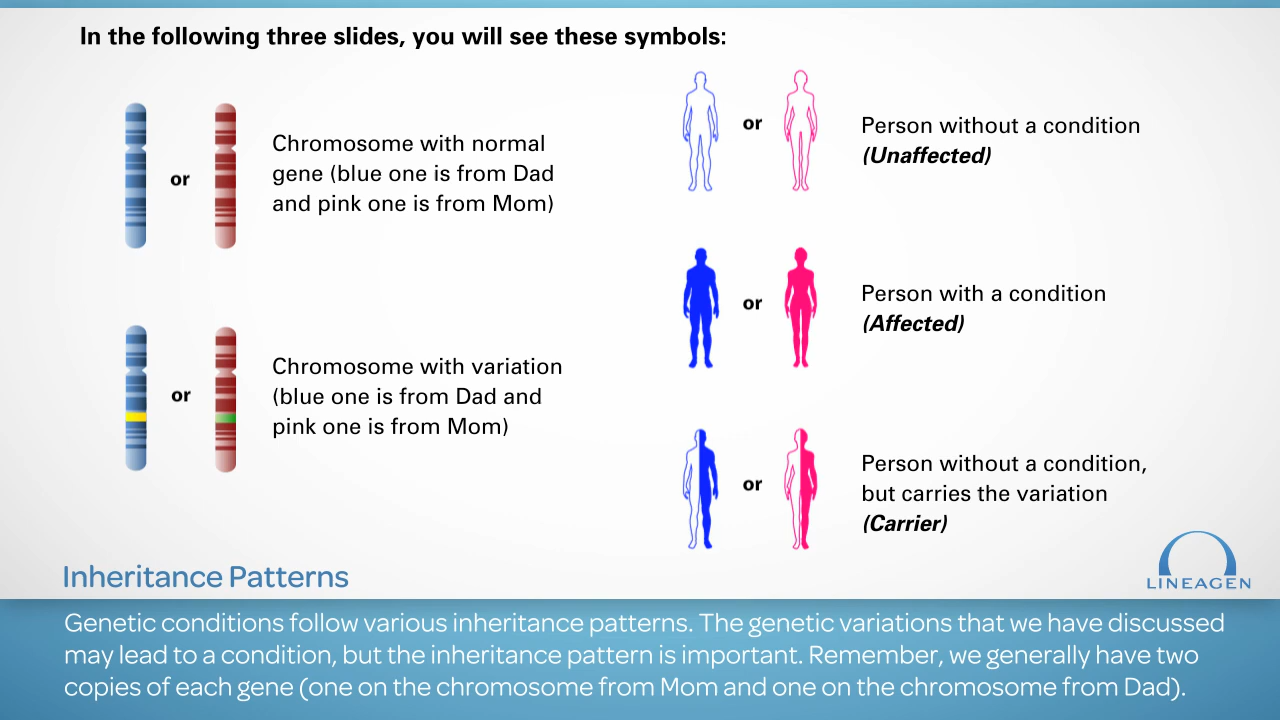 In the following three slides, you will see these symbols:
or
Chromosome with normal
gene (blue one is from Dad
and pink one is from Mom)
or
Chromosome with variation
(blue one is from Dad and
pink one is from Mom)
or
Person without a condition
(Unaffected)
or
Person with a condition
(Affected)
or
Person without a condition,
but carries the variation
(Carrier)
LINEAGEN
Inheritance Patterns
Genetic conditions follow various inheritance patterns. The genetic variations that we have discussed
may lead to a condition, but the inheritance pattern is important. Remember, we generally have two
copies of each gene (one on the chromosome from Mom and one on the chromosome from Dad).